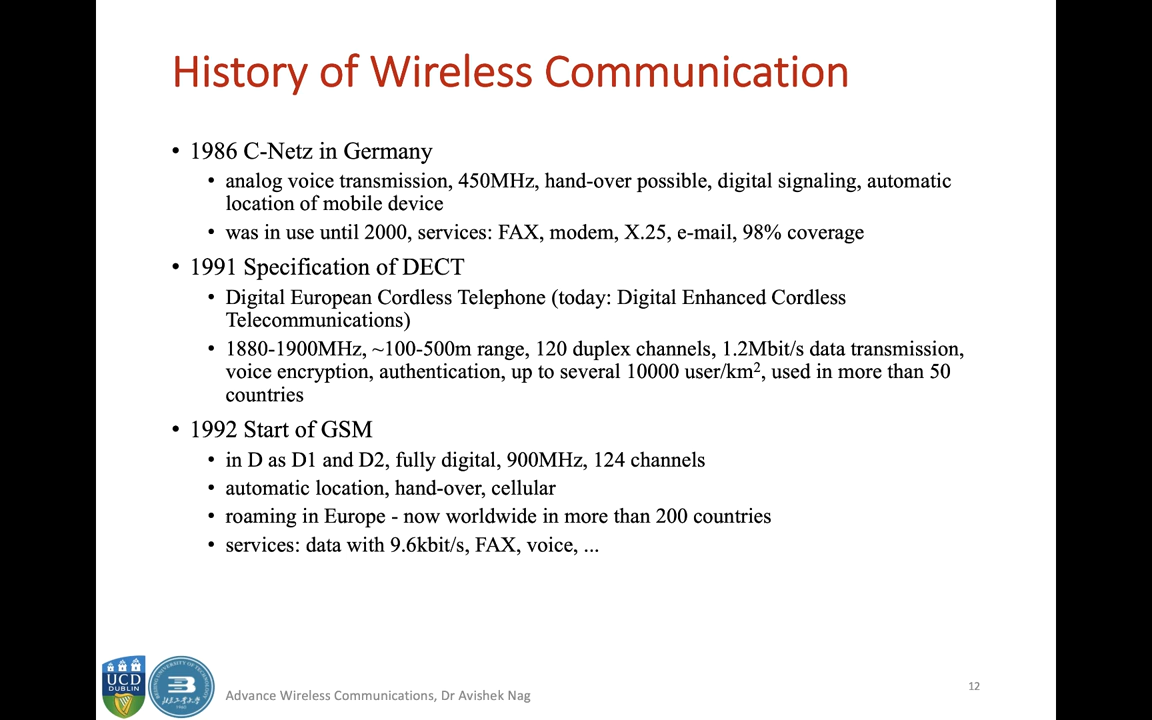 History of Wireless Communication
• 1986 C-Netz in Germany
• analog voice transmission, 450MHz, hand-over possible, digital signaling, automatic
location of mobile device
• was in use until 2000, services: FAX, modem, X.25, e-mail, 98% coverage
• 1991 Specification of DECT
• Digital European Cordless Telephone (today: Digital Enhanced Cordless
Telecommunications)
• 1880-1900MHz, ~100-500m range, 120 duplex channels, 1.2Mbit/s data transmission,
voice encryption, authentication, up to several 10000 user/km², used in more than 50
countries
• 1992 Start of GSM
• in D as D1 and D2, fully digital, 900MHz, 124 channels
• automatic location, hand-over, cellular
• roaming in Europe - now worldwide in more than 200 countries
• services: data with 9.6kbit/s, FAX, voice, ...
UCD
DUBLIN
Advance Wireless Communications, Dr Avishek Nag
12